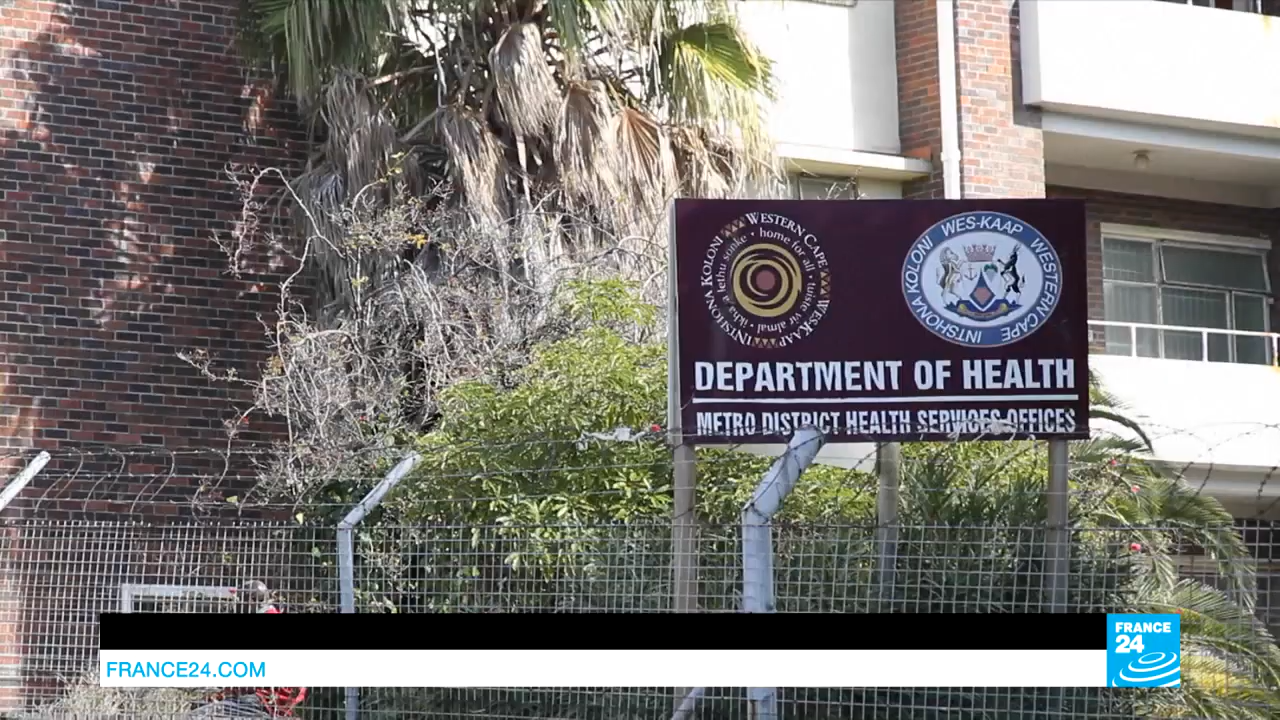 WESTERN CAPE
WES-KAAP
INTSHONA KOLONI
home for all • tuiste vir almal • ikhaya lethu sonke
WES-KAAP WESTERN CAPE INTSHONA KOLONI
DEPARTMENT OF HEALTH
METRO DISTRICT HEALTH SERVICES OFFICES
FRANCE24.COM
FRANCE
24